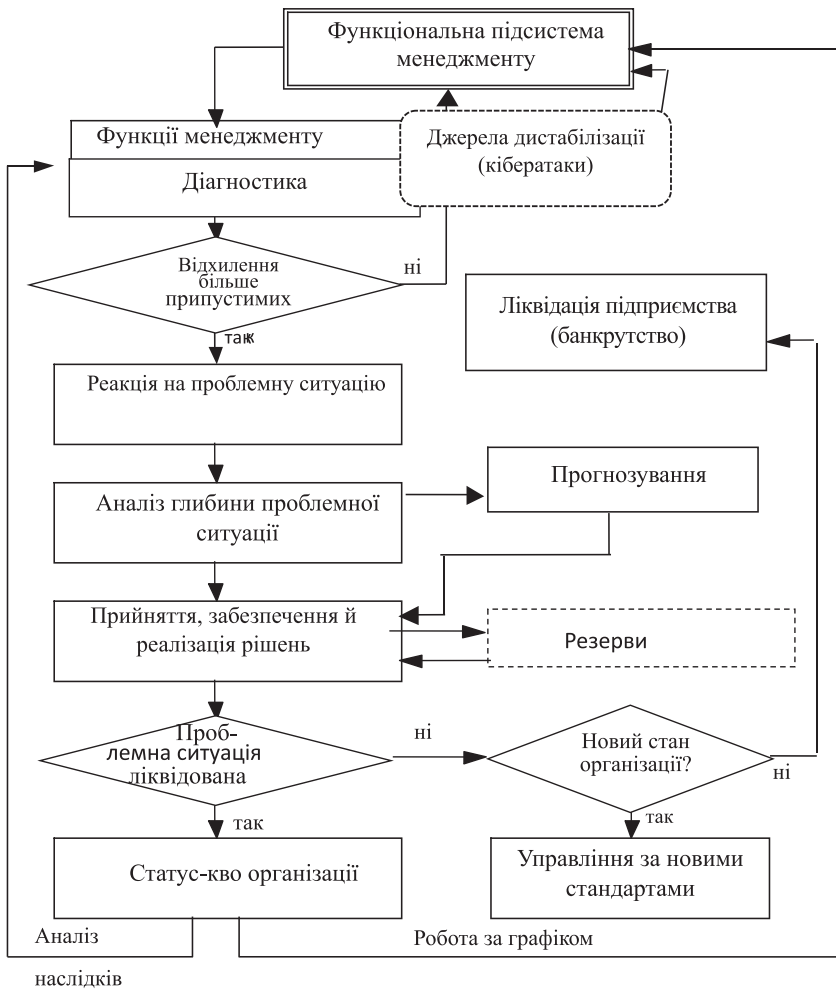 Функціональна підсистема
менеджменту
Функції менеджменту
Діагностика
Джерела дистабілізації
(кібератаки)
Відхилення
більше
припустимих
ні
так
Ліквідація підприємства
(банкрутство)
Реакція на проблемну ситуацію
Аналіз глибини проблемної
ситуації
Прогнозування
Прийняття, забезпечення й
реалізація рішень
Резерви
Проб-
лемна ситуація
ліквідована
ні
Новий стан
організації?
ні
так
так
Статус-кво організації
Управління за новими
стандартами
Аналіз
наслідків
Робота за графіком